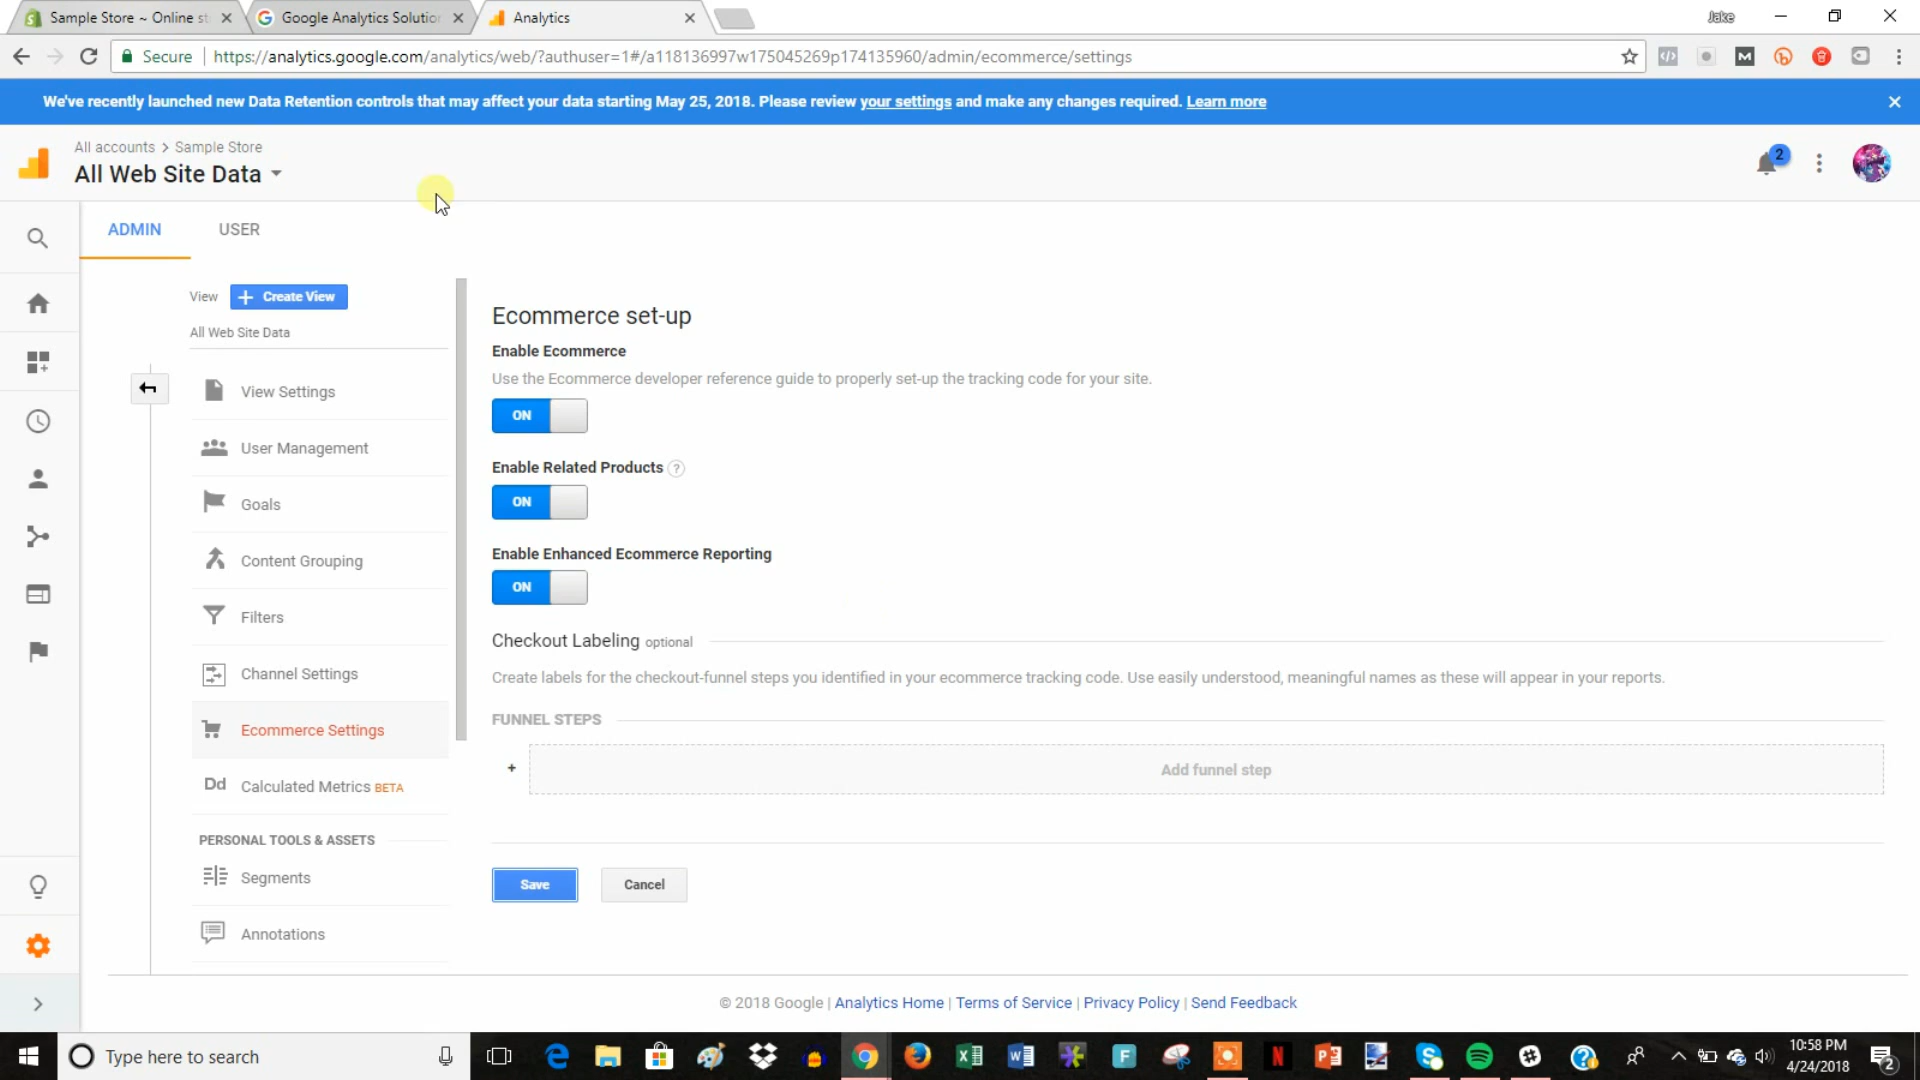 Sample Store ~ Online st
Google Analytics Solution
Analytics
Jake
Secure
https://analytics.google.com/analytics/web/?authuser=1#/a118136997w175045269p174135960/admin/ecommerce/settings
We've recently launched new Data Retention controls that may affect your data starting May 25, 2018. Please review your settings and make any changes required. Learn more
All accounts > Sample Store
All Web Site Data
2
ADMIN
USER
View
+ Create View
All Web Site Data
View Settings
User Management
Goals
Content Grouping
Filters
Channel Settings
Ecommerce Settings
Dd Calculated Metrics BETA
PERSONAL TOOLS & ASSETS
Segments
Annotations
Ecommerce set-up
Enable Ecommerce
Use the Ecommerce developer reference guide to properly set-up the tracking code for your site.
ON
Enable Related Products ?
ON
Enable Enhanced Ecommerce Reporting
ON
Checkout Labeling optional
Create labels for the checkout-funnel steps you identified in your ecommerce tracking code. Use easily understood, meaningful names as these will appear in your reports.
FUNNEL STEPS
+ Add funnel step
Save
Cancel
© 2018 Google | Analytics Home | Terms of Service | Privacy Policy | Send Feedback
Type here to search
10:58 PM
4/24/2018
2